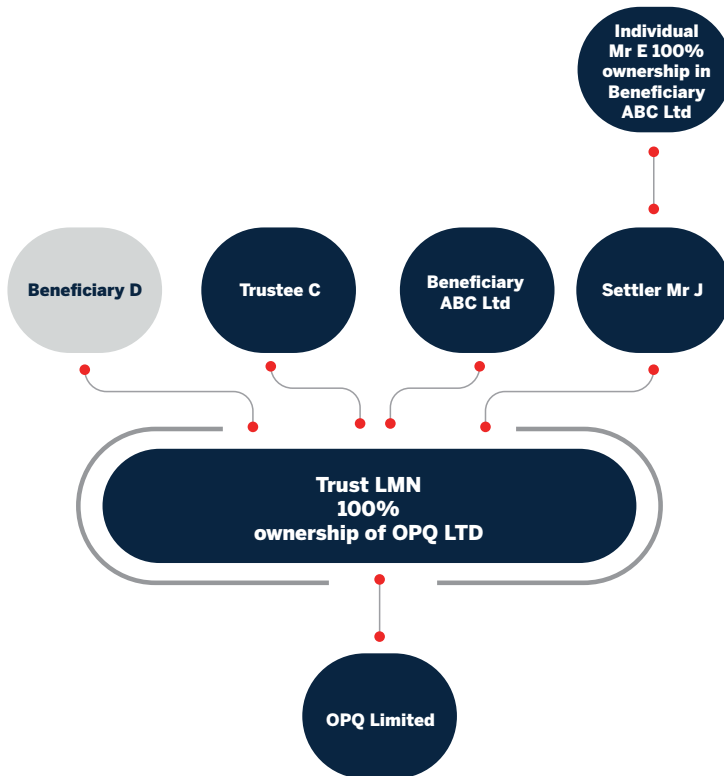 Individual
Mr E 100%
ownership in
Beneficiary
ABC Ltd
Beneficiary D
Trustee C
Beneficiary
ABC Ltd
Settler Mr J
Trust LMN
100%
ownership of OPQ LTD
OPQ Limited